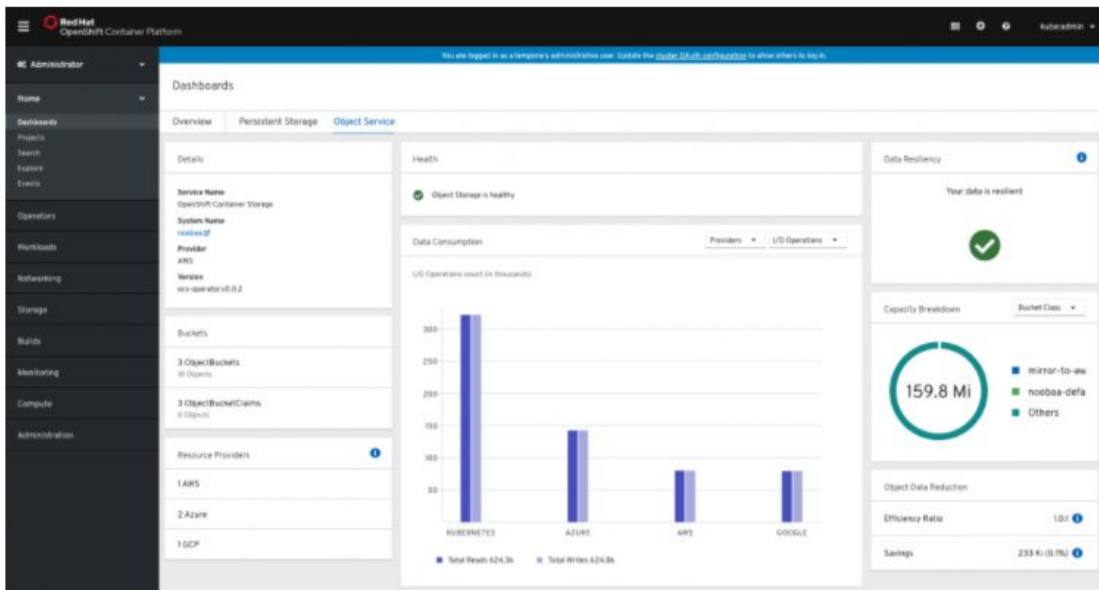 Red Hat
OpenShift Container Platform
kubeadmin
You are logged in as a temporary administrative user. Update the cluster OAuth configuration to allow others to log in.
Administrator
Home
Dashboards
Projects
Search
Explore
Events
Operators
Workloads
Networking
Storage
Builds
Monitoring
Compute
Administration
Dashboards
Overview Persistent Storage Object Service
Details
Service Name
OpenShift Container Storage
System Name
noobaa
Provider
AWS
Version
ocs-operator.v0.0.2
Buckets
3 ObjectBuckets
3 ObjectBucketClaims
0 Objects
Resource Providers
1 AWS
2 Azure
1 GCP
Health
Object Storage is healthy
Data Consumption
Providers
I/O Operations
I/O Operations count (in thousands)
300
250
200
150
100
50
KUBERNETES AZURE AWS GOOGLE
Total Reads 624.3k Total Writes 624.8k
Data Resiliency
Your data is resilient
Capacity Breakdown
Bucket Class
159.8 Mi
mirror-to-aw
noobaa-defa
Others
Object Data Reduction
Efficiency Ratio
Savings 233 Ki (0.1%)